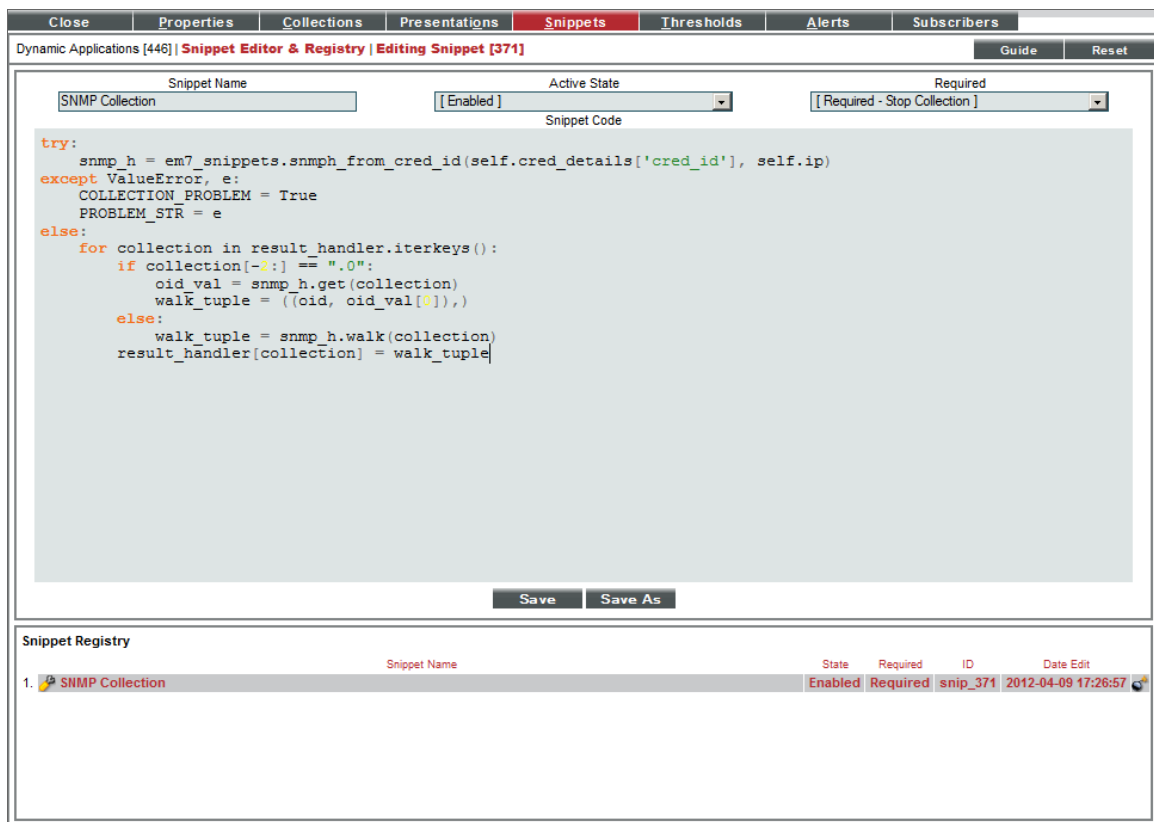 Close Properties Collections Presentations Snippets Thresholds Alerts Subscribers
Dynamic Applications [446] | Snippet Editor & Registry | Editing Snippet [371] Guide Reset
Snippet Name Active State Required
SNMP Collection [ Enabled ] [ Required - Stop Collection ]
Snippet Code
try:
    snmp_h = em7_snippets.snmph_from_cred_id(self.cred_details['cred_id'], self.ip)
except ValueError, e:
    COLLECTION_PROBLEM = True
    PROBLEM_STR = e
else:
    for collection in result_handler.iterkeys():
        if collection[-2:] == ".0":
            oid_val = snmp_h.get(collection)
            walk_tuple = ((oid, oid_val[0]),)
        else:
            walk_tuple = snmp_h.walk(collection)
        result_handler[collection] = walk_tuple
Save Save As
Snippet Registry
Snippet Name State Required ID Date Edit
1. SNMP Collection Enabled Required snip_371 2012-04-09 17:26:57